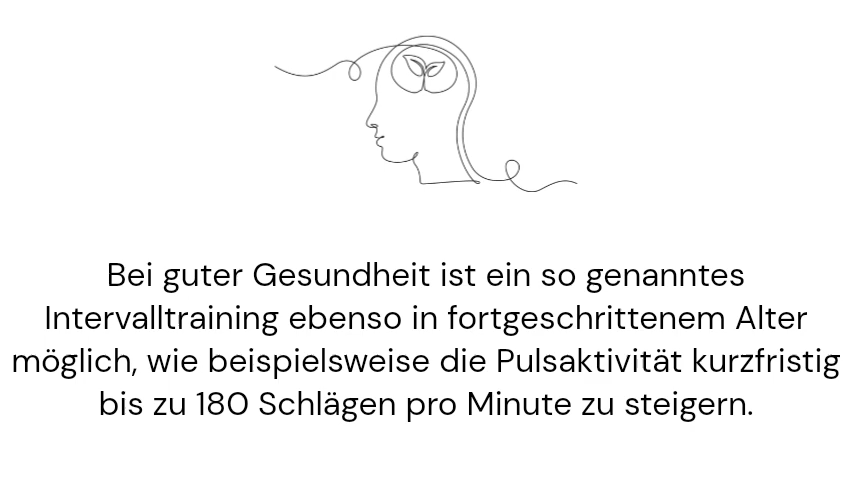 Bei guter Gesundheit ist ein so genanntes
Intervalltraining ebenso in fortgeschrittenem Alter
möglich, wie beispielsweise die Pulsaktivität kurzfristig
bis zu 180 Schlägen pro Minute zu steigern.